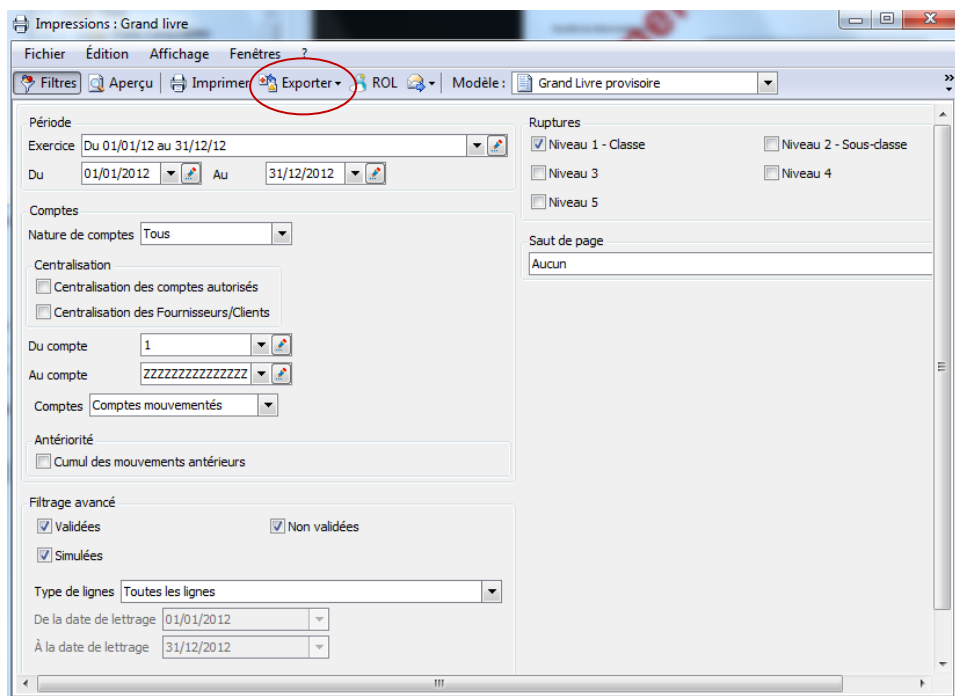 Impressions : Grand livre
Fichier Édition Affichage Fenêtres ?
Filtres Aperçu Imprimer Exporter ROL Modèle : Grand Livre provisoire
Période
Exercice Du 01/01/12 au 31/12/12
Du 01/01/2012 Au 31/12/2012
Comptes
Nature de comptes Tous
Centralisation
Centralisation des comptes autorisés
Centralisation des Fournisseurs/Clients
Du compte 1
Au compte ZZZZZZZZZZZZZZZ
Comptes Comptes mouvementés
Antériorité
Cumul des mouvements antérieurs
Filtrage avancé
Validées Non validées
Simulées
Type de lignes Toutes les lignes
De la date de lettrage 01/01/2012
À la date de lettrage 31/12/2012
Ruptures
Niveau 1 - Classe Niveau 2 - Sous-classe
Niveau 3 Niveau 4
Niveau 5
Saut de page
Aucun